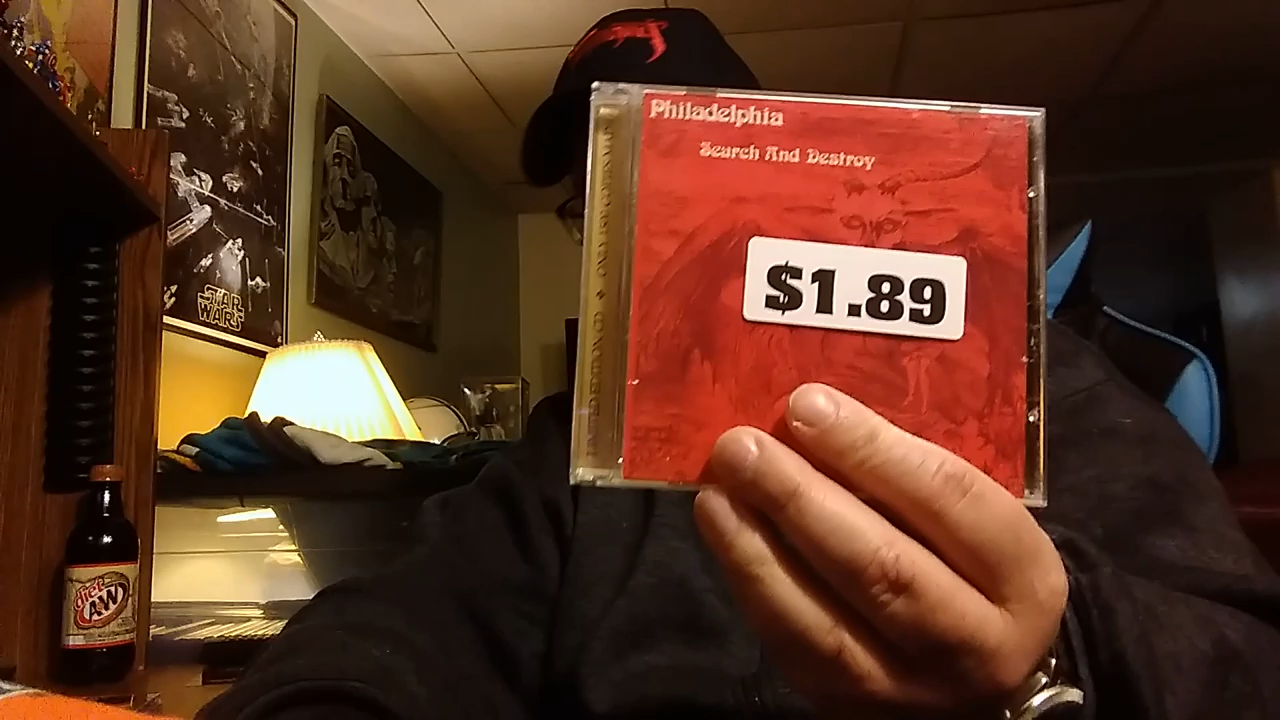 Philadelphia
Search And Destroy
$1.89
STAR
WARS
diet
A&W